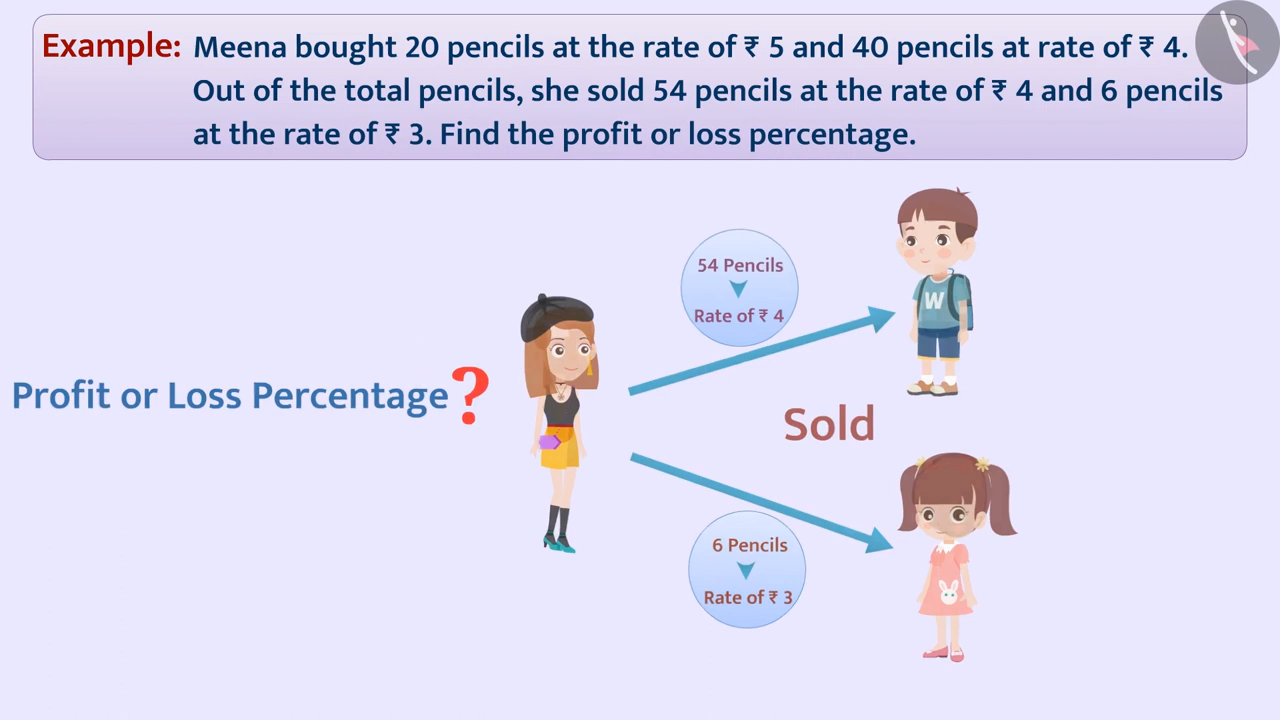 Example: Meena bought 20 pencils at the rate of ₹ 5 and 40 pencils at rate of ₹ 4.
Out of the total pencils, she sold 54 pencils at the rate of ₹ 4 and 6 pencils
at the rate of ₹ 3. Find the profit or loss percentage.
54 Pencils
Rate of ₹ 4
W
Profit or Loss Percentage?
Sold
6 Pencils
Rate of ₹ 3